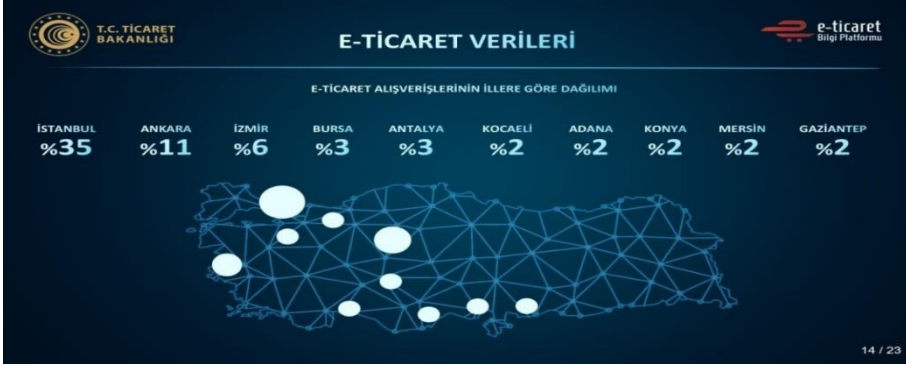 T.C. TİCARET
BAKANLIĞI
E-TİCARET VERİLERİ
e-ticaret
Bilgi Platformu
E-TİCARET ALIŞVERİŞLERİNİN İLLERE GÖRE DAĞILIMI
İSTANBUL ANKARA İZMİR BURSA ANTALYA KOCAELİ ADANA KONYA MERSİN GAZİANTEP
%35 %11 %6 %3 %3 %2 %2 %2 %2 %2
14 / 23